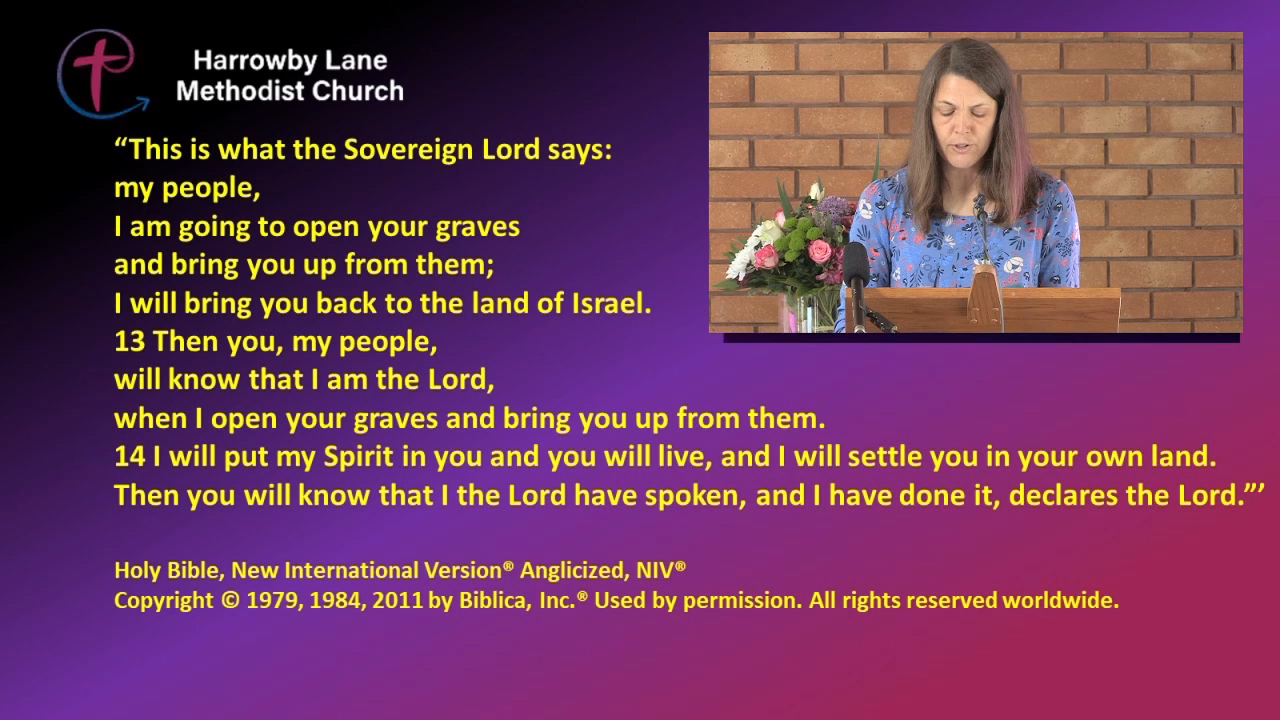 Harrowby Lane
Methodist Church
“This is what the Sovereign Lord says:
my people,
I am going to open your graves
and bring you up from them;
I will bring you back to the land of Israel.
13 Then you, my people,
will know that I am the Lord,
when I open your graves and bring you up from them.
14 I will put my Spirit in you and you will live, and I will settle you in your own land.
Then you will know that I the Lord have spoken, and I have done it, declares the Lord.”’
Holy Bible, New International Version® Anglicized, NIV®
Copyright © 1979, 1984, 2011 by Biblica, Inc.® Used by permission. All rights reserved worldwide.